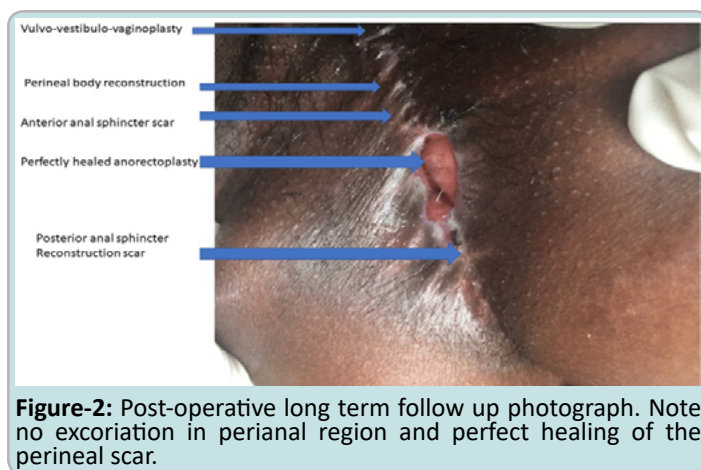 Vulvo-vestibulo-vaginoplasty
Perineal body reconstruction
Anterior anal sphincter scar
Perfectly healed anorectoplasty
Posterior anal sphincter
Reconstruction scar
Figure-2: Post-operative long term follow up photograph. Note
no excoriation in perianal region and perfect healing of the
perineal scar.